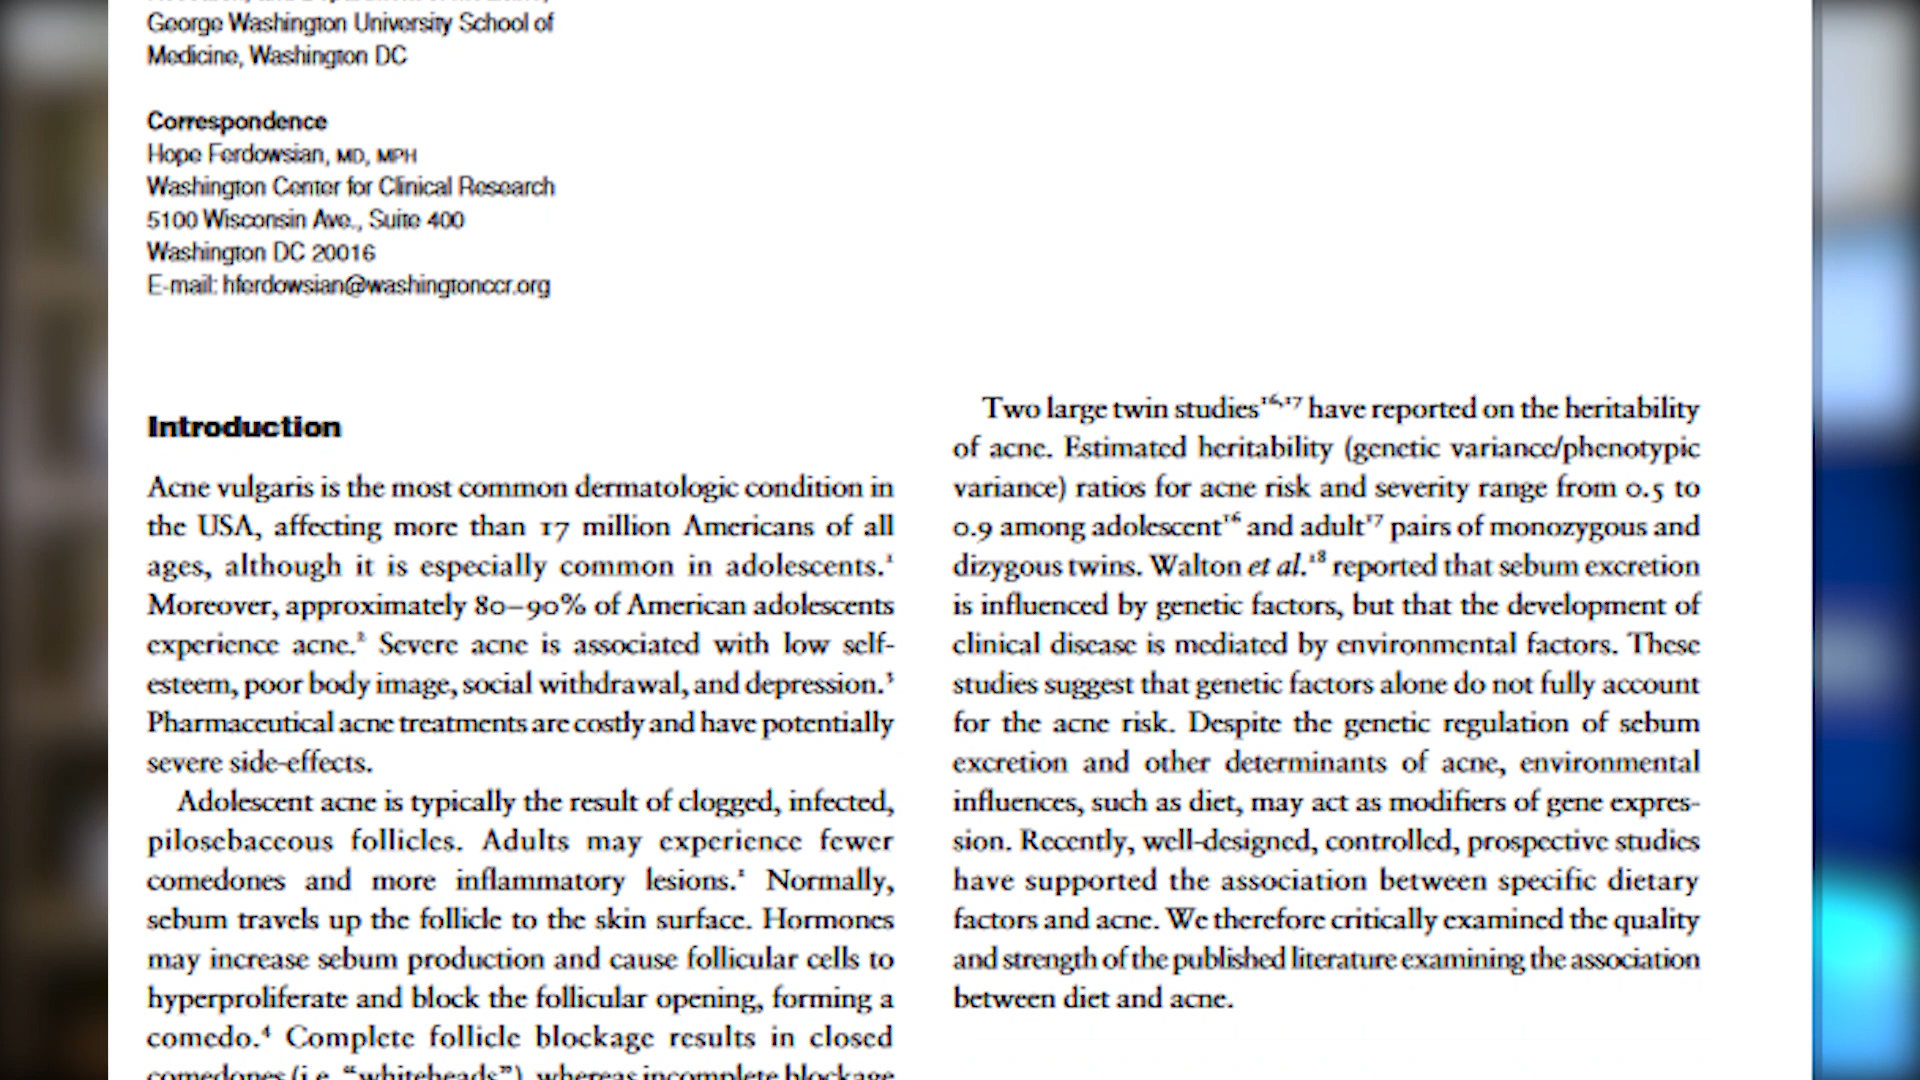 George Washington University School of
Medicine, Washington DC
Correspondence
Hope Ferdowsian, MD, MPH
Washington Center for Clinical Research
5100 Wisconsin Ave., Suite 400
Washington DC 20016
E-mail: hferdowsian@washingtonccr.org
Introduction
Acne vulgaris is the most common dermatologic condition in
the USA, affecting more than 17 million Americans of all
ages, although it is especially common in adolescents.¹
Moreover, approximately 80–90% of American adolescents
experience acne.² Severe acne is associated with low self-
esteem, poor body image, social withdrawal, and depression.³
Pharmaceutical acne treatments are costly and have potentially
severe side-effects.
Adolescent acne is typically the result of clogged, infected,
pilosebaceous follicles. Adults may experience fewer
comedones and more inflammatory lesions.¹ Normally,
sebum travels up the follicle to the skin surface. Hormones
may increase sebum production and cause follicular cells to
hyperproliferate and block the follicular opening, forming a
comedo.⁴ Complete follicle blockage results in closed
comedones (i.e. “whiteheads”), whereas incomplete blockage
Two large twin studies¹⁶,¹⁷ have reported on the heritability
of acne. Estimated heritability (genetic variance/phenotypic
variance) ratios for acne risk and severity range from 0.5 to
0.9 among adolescent¹⁶ and adult¹⁷ pairs of monozygous and
dizygous twins. Walton et al.¹⁸ reported that sebum excretion
is influenced by genetic factors, but that the development of
clinical disease is mediated by environmental factors. These
studies suggest that genetic factors alone do not fully account
for the acne risk. Despite the genetic regulation of sebum
excretion and other determinants of acne, environmental
influences, such as diet, may act as modifiers of gene expres-
sion. Recently, well-designed, controlled, prospective studies
have supported the association between specific dietary
factors and acne. We therefore critically examined the quality
and strength of the published literature examining the association
between diet and acne.